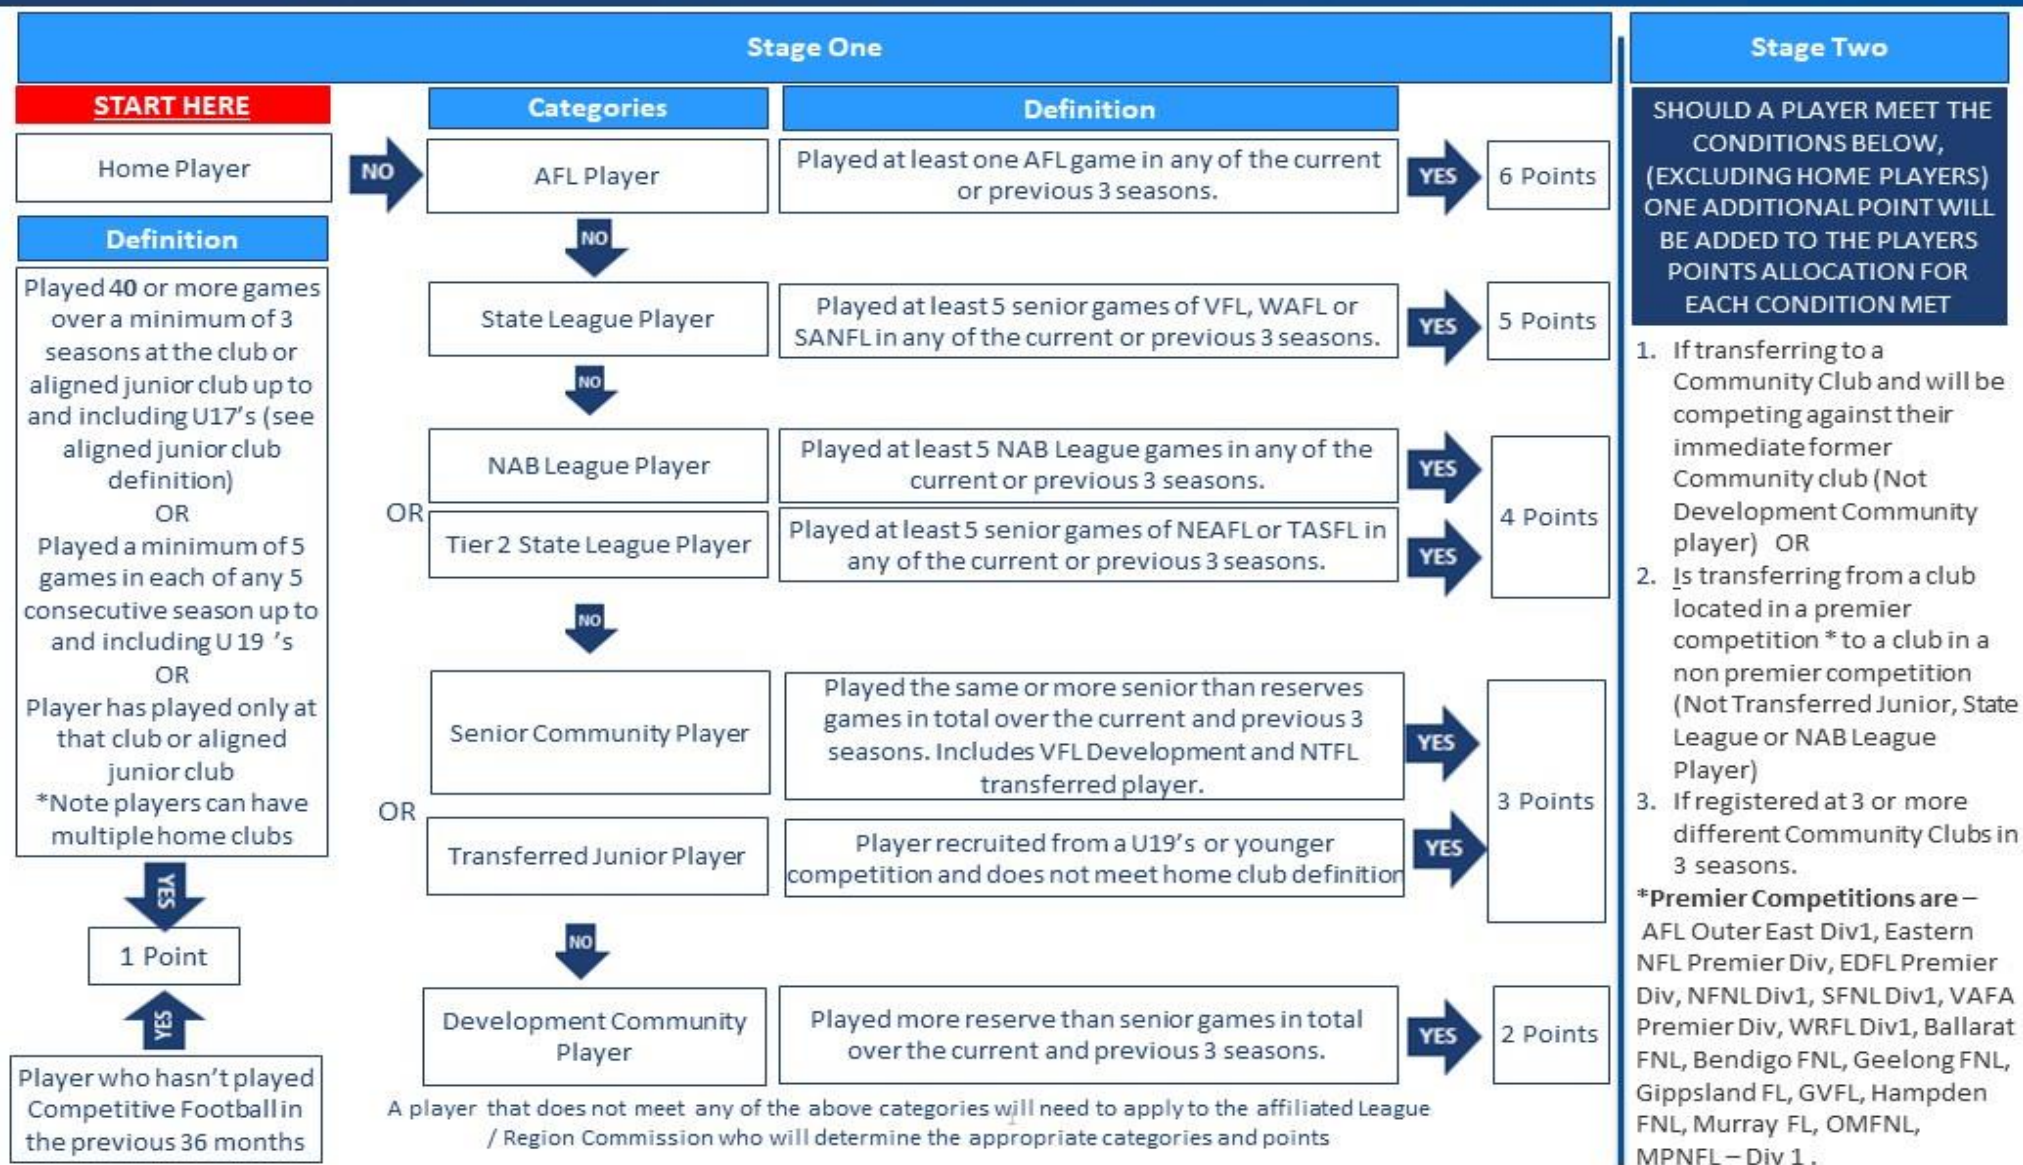 Stage One
START HERE
Home Player
Definition
Played 40 or more games
over a minimum of 3
seasons at the club or
aligned junior club up to
and including U17's (see
aligned junior club
definition)
OR
Played a minimum of 5
games in each of any 5
consecutive season up to
and including U 19 's
OR
Player has played only at
that club or aligned
junior club
*Note players can have
multiple home clubs
YES
1 Point
YES
Player who hasn't played
Competitive Football in
the previous 36 months
NO
Categories
Definition
AFL Player
Played at least one AFL game in any of the current
or previous 3 seasons.
YES
6 Points
NO
State League Player
Played at least 5 senior games of VFL, WAFL or
SANFL in any of the current or previous 3 seasons.
YES
5 Points
NO
NAB League Player
Played at least 5 NAB League games in any of the
current or previous 3 seasons.
YES
OR
Tier 2 State League Player
Played at least 5 senior games of NEAFL or TASFL in
any of the current or previous 3 seasons.
YES
4 Points
NO
Senior Community Player
Played the same or more senior than reserves
games in total over the current and previous 3
seasons. Includes VFL Development and NTFL
transferred player.
YES
OR
Transferred Junior Player
Player recruited from a U19's or younger
competition and does not meet home club definition
YES
3 Points
NO
Development Community
Player
Played more reserve than senior games in total
over the current and previous 3 seasons.
YES
2 Points
A player that does not meet any of the above categories will need to apply to the affiliated League
/ Region Commission who will determine the appropriate categories and points
Stage Two
SHOULD A PLAYER MEET THE
CONDITIONS BELOW,
(EXCLUDING HOME PLAYERS)
ONE ADDITIONAL POINT WILL
BE ADDED TO THE PLAYERS
POINTS ALLOCATION FOR
EACH CONDITION MET
1. If transferring to a
Community Club and will be
competing against their
immediate former
Community club (Not
Development Community
player) OR
2. Is transferring from a club
located in a premier
competition * to a club in a
non premier competition
(Not Transferred Junior, State
League or NAB League
Player)
3. If registered at 3 or more
different Community Clubs in
3 seasons.
*Premier Competitions are –
AFL Outer East Div1, Eastern
NFL Premier Div, EDFL Premier
Div, NFNL Div1, SFNL Div1, VAFA
Premier Div, WRFL Div1, Ballarat
FNL, Bendigo FNL, Geelong FNL,
Gippsland FL, GVFL, Hampden
FNL, Murray FL, OMFNL,
MPNFL – Div 1 .